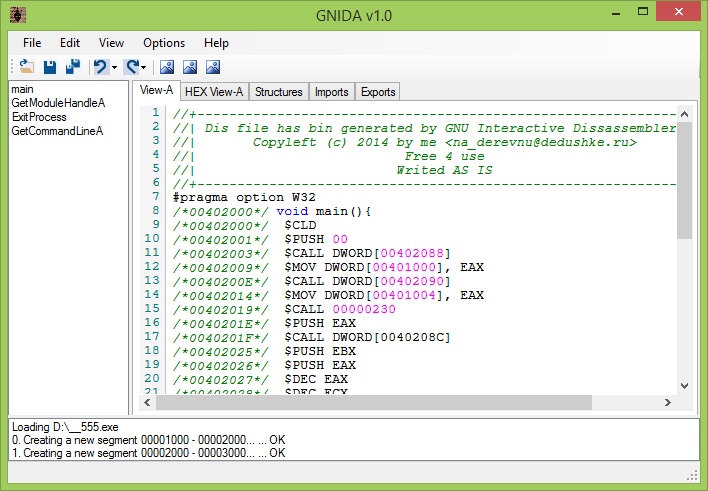 GNIDA v1.0
File Edit View Options Help
main
GetModuleHandleA
ExitProcess
GetCommandLineA
View-A HEX View-A Structures Imports Exports
1 //+------------------------------------------------------
2 //| Dis file has bin generated by GNU Interactive Dissassembler
3 //| Copyleft (c) 2014 by me <na_derevnu@dedushke.ru>
4 //| Free 4 use
5 //| Writed AS IS
6 //+------------------------------------------------------
7 #pragma option W32
8 /*00402000*/ void main(){
9 /*00402000*/ $CLD
10 /*00402001*/ $PUSH 00
11 /*00402003*/ $CALL DWORD[00402088]
12 /*00402009*/ $MOV DWORD[00401000], EAX
13 /*0040200E*/ $CALL DWORD[00402090]
14 /*00402014*/ $MOV DWORD[00401004], EAX
15 /*00402019*/ $CALL 00000230
16 /*0040201E*/ $PUSH EAX
17 /*0040201F*/ $CALL DWORD[0040208C]
18 /*00402025*/ $PUSH EBX
19 /*00402026*/ $PUSH EAX
20 /*00402027*/ $DEC EAX
21 /*00402028*/ $DEC ECX
Loading D:\__555.exe
0. Creating a new segment 00001000 - 00002000... ... OK
1. Creating a new segment 00002000 - 00003000... ... OK